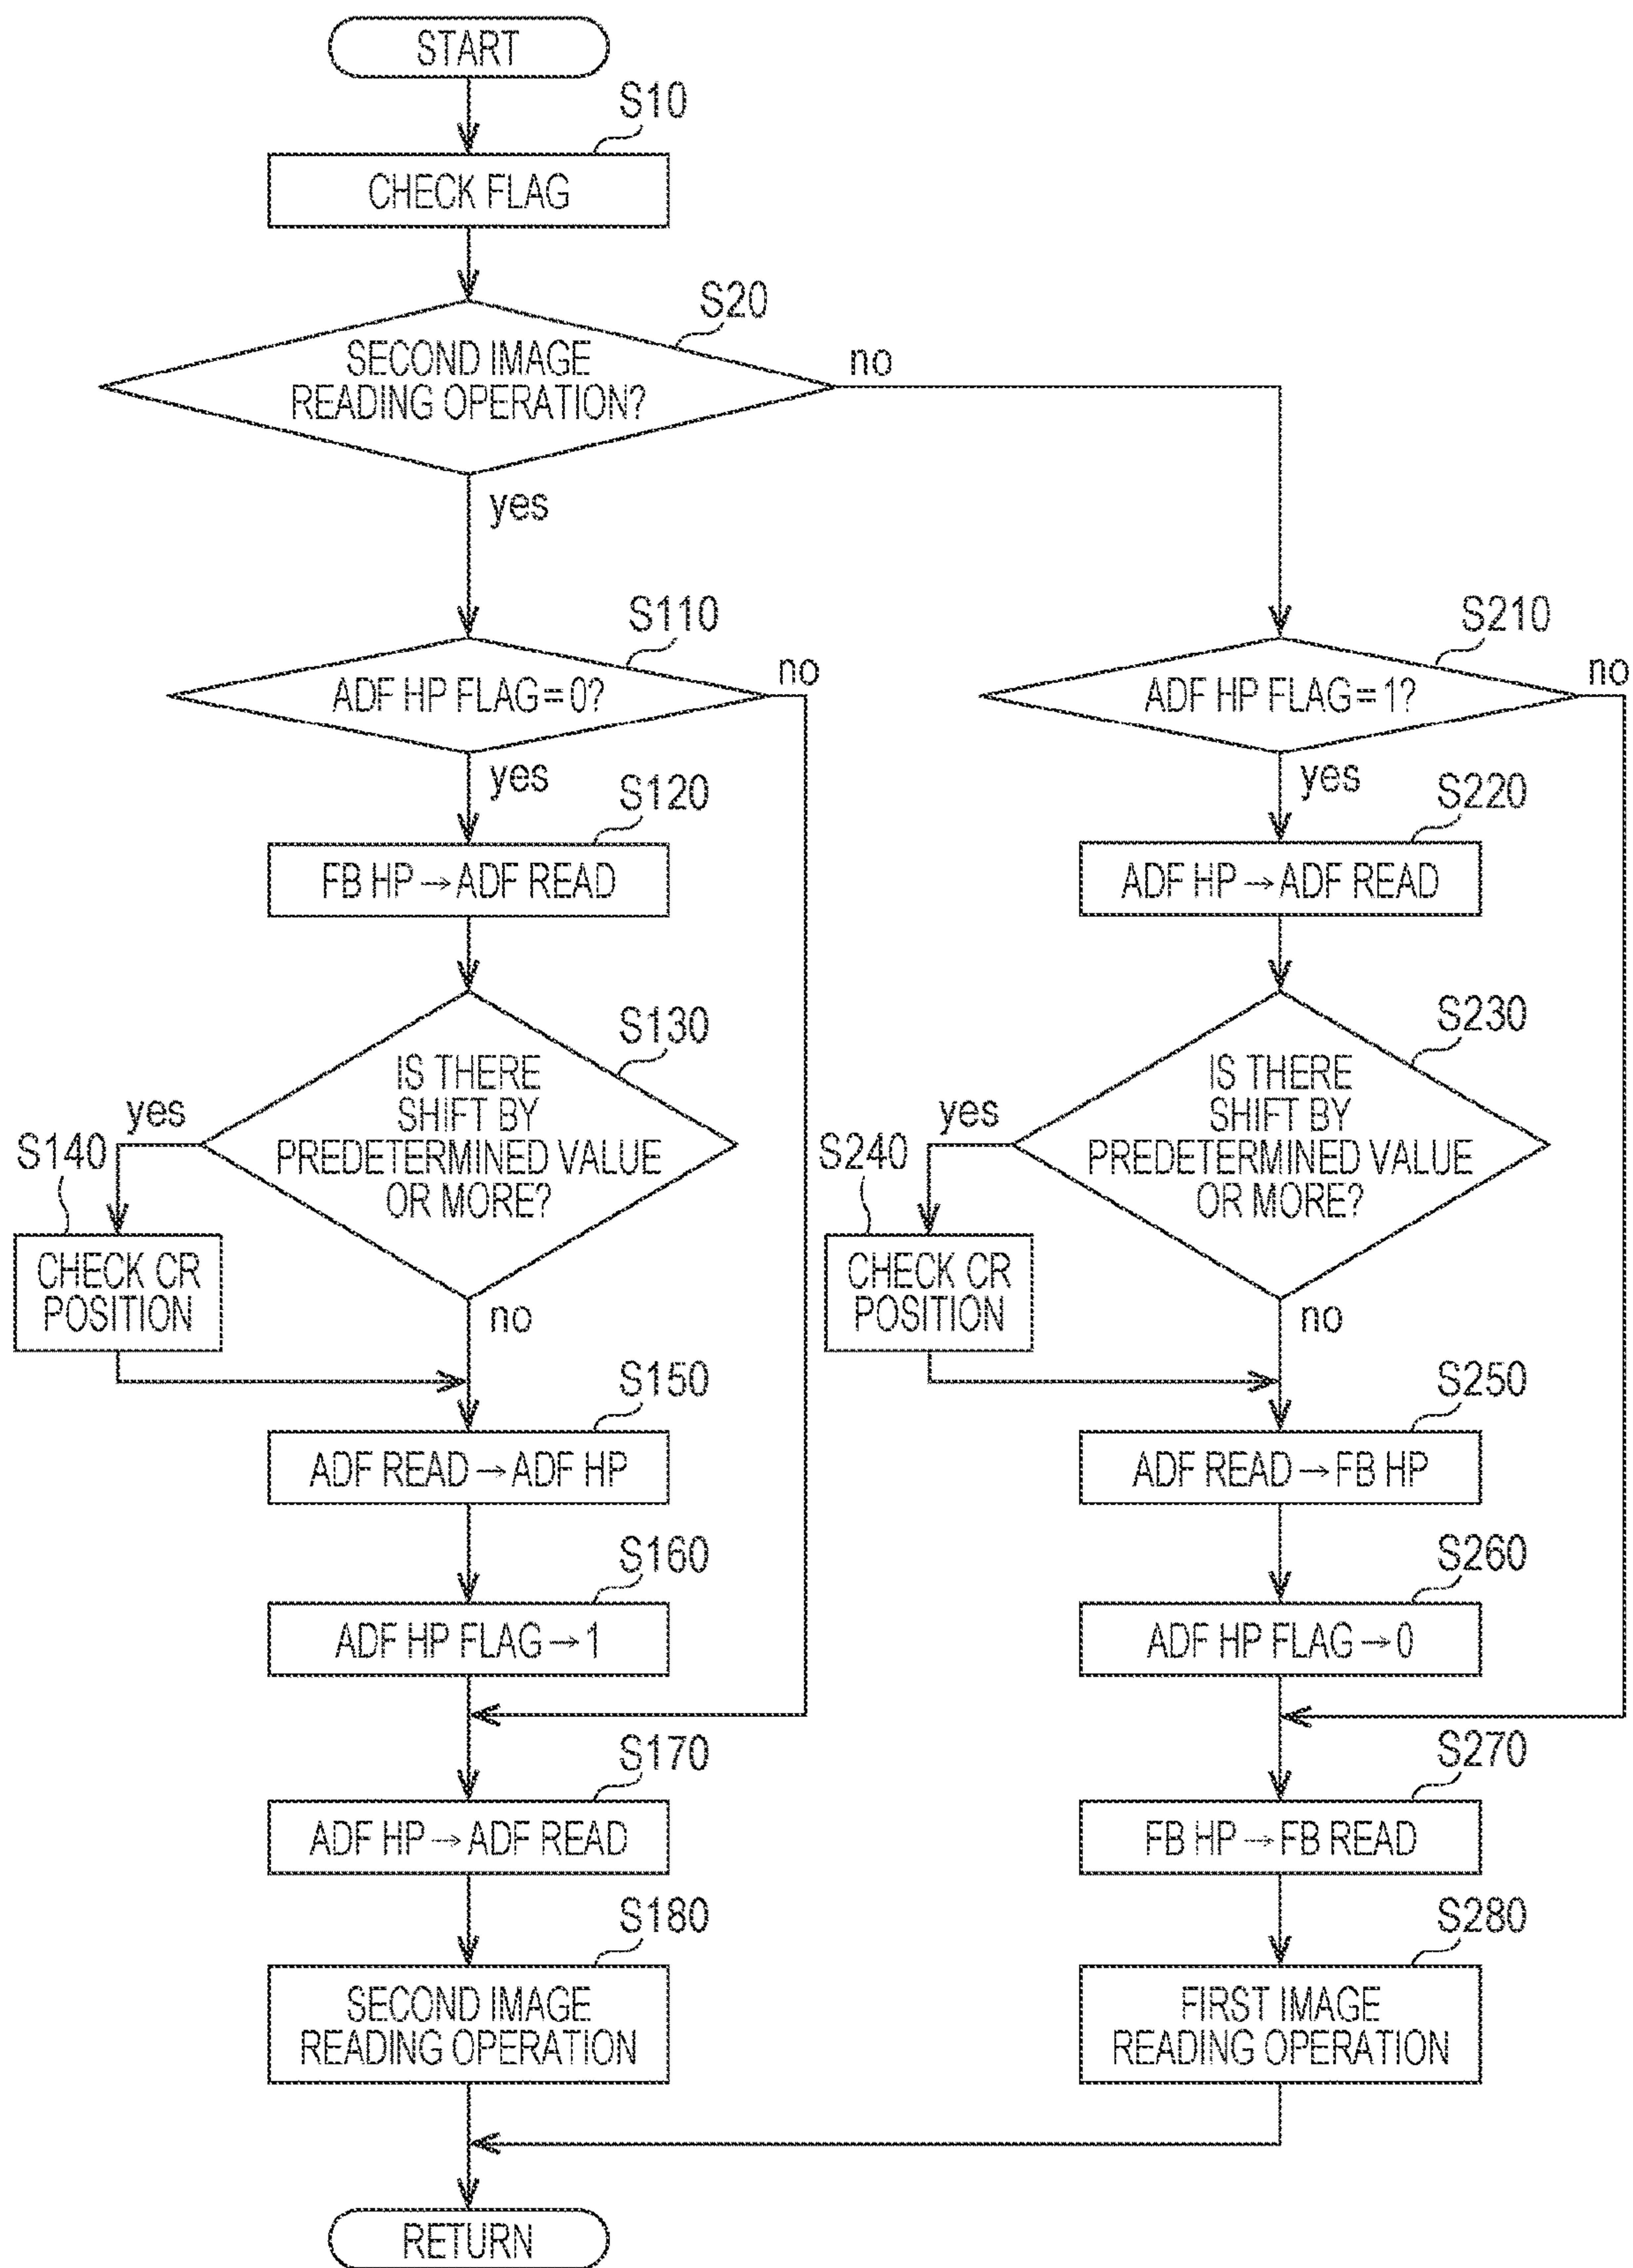 START
S10
CHECK FLAG
S20
SECOND IMAGE
READING OPERATION?
no
yes
S110
ADF HP FLAG = 0?
no
yes
S120
FB HP → ADF READ
S130
IS THERE
SHIFT BY
PREDETERMINED VALUE
OR MORE?
yes
no
S140
CHECK CR
POSITION
S150
ADF READ → ADF HP
S160
ADF HP FLAG → 1
S170
ADF HP → ADF READ
S180
SECOND IMAGE
READING OPERATION
S210
ADF HP FLAG = 1?
no
yes
S220
ADF HP → ADF READ
S230
IS THERE
SHIFT BY
PREDETERMINED VALUE
OR MORE?
yes
no
S240
CHECK CR
POSITION
S250
ADF READ → FB HP
S260
ADF HP FLAG → 0
S270
FB HP → FB READ
S280
FIRST IMAGE
READING OPERATION
RETURN